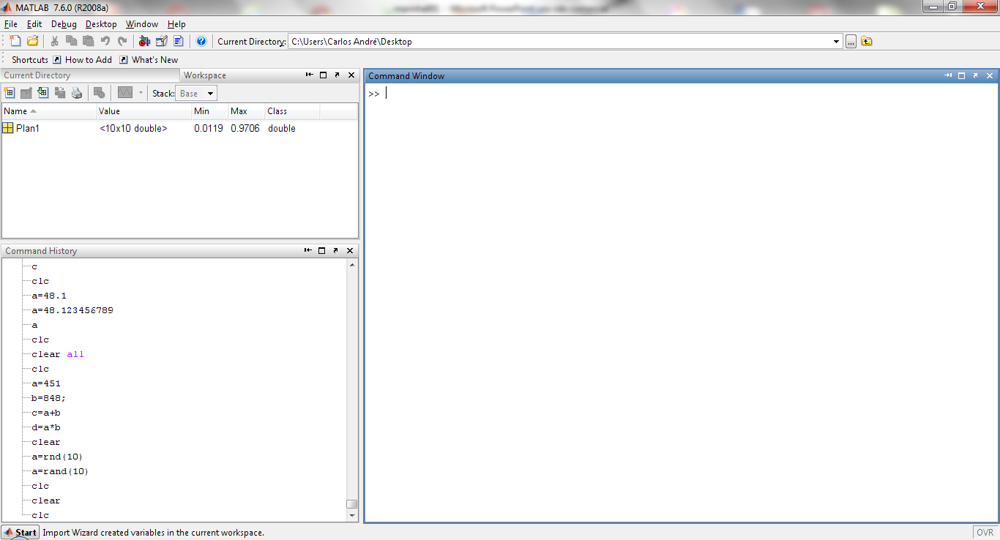 MATLAB 7.6.0 (R2008a)
File Edit Debug Desktop Window Help
Current Directory: C:\Users\Carlos André\Desktop ...
Shortcuts How to Add What's New
Current Directory Workspace
Stack: Base
Name Value Min Max Class
Plan1 <10x10 double> 0.0119 0.9706 double
Command History
c
clc
a=48.1
a=48.123456789
a
clc
clear all
clc
a=451
b=848;
c=a+b
d=a*b
clear
a=rnd(10)
a=rand(10)
clc
clear
clc
Command Window
>>
Start Import Wizard created variables in the current workspace.
OVR